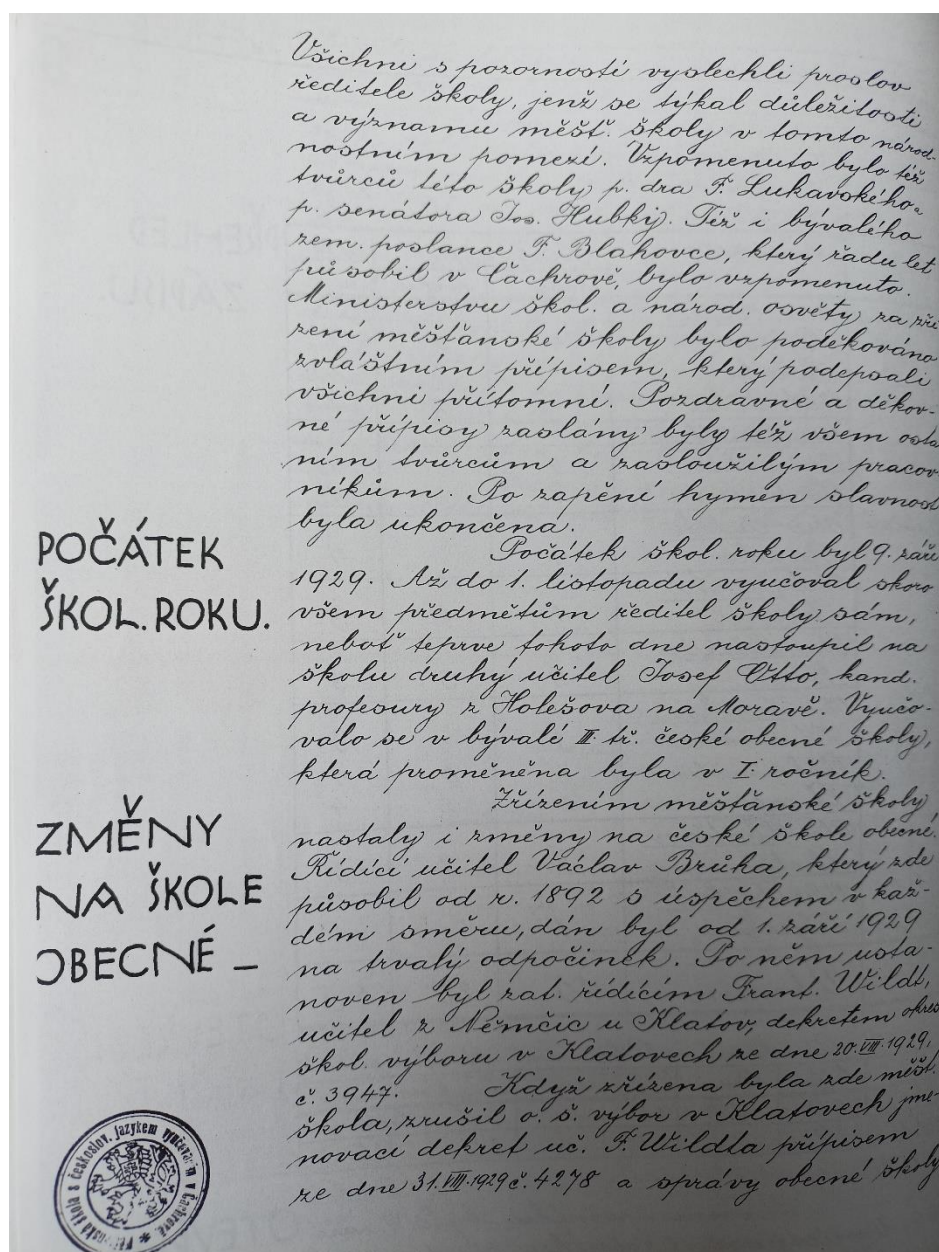 Všichni s pozorností vyslechli proslov
ředitele školy, jenž se týkal důležitosti
a významu měšť. školy v tomto národ-
nostním pomezí. Vzpomenuto bylo též
tvůrců této školy p. dra F. Lukavského a
p. senátora Jos. Hubky. Též i bývalého
zem. poslance F. Blahovce, který řadu let
působil v Čachrově, bylo vzpomenuto.
Ministerstvu škol. a národ. osvěty za zří
zení měšťanské školy bylo poděkováno
zvláštním přípisem, který podepsali
všichni přítomní. Pozdravné a děkov-
né přípisy zaslány byly též všem osta
ním tvůrcům a zasloužilým pracov-
níkům. Po zapění hymen slavnost
byla ukončena.
POČÁTEK
ŠKOL. ROKU.
Počátek škol. roku byl 9. září
1929. Až do 1. listopadu vyučoval skoro
všem předmětům ředitel školy sám,
neboť teprve tohoto dne nastoupil na
školu druhý učitel Josef Otto, kand.
profesury z Holešova na Moravě. Vyučo-
valo se v bývalé II. tř. české obecné školy,
která proměněna byla v I. ročník.
ZMĚNY
NA ŠKOLE
OBECNÉ –
Zřízením měšťanské školy
nastaly i změny na české škole obecné.
Řídící učitel Václav Brůha, který zde
působil od r. 1892 s úspěchem v kaž-
dém směru, dán byl od 1. září 1929
na trvalý odpočinek. Po něm usta-
noven byl zat. řídícím Frant. Wildt,
učitel z Němčic u Klatov, dekretem okres
škol. výboru v Klatovech ze dne 20. VIII. 1929,
č. 3947. Když zřízena byla zde měšť.
škola, zrušil o. š. výbor v Klatovech jme-
novací dekret uč. F. Wildta přípisem
ze dne 31. VIII. 1929 č. 4278 a správy obecné školy
škola s českoslov. jazykem vyučovacím v Čachrově